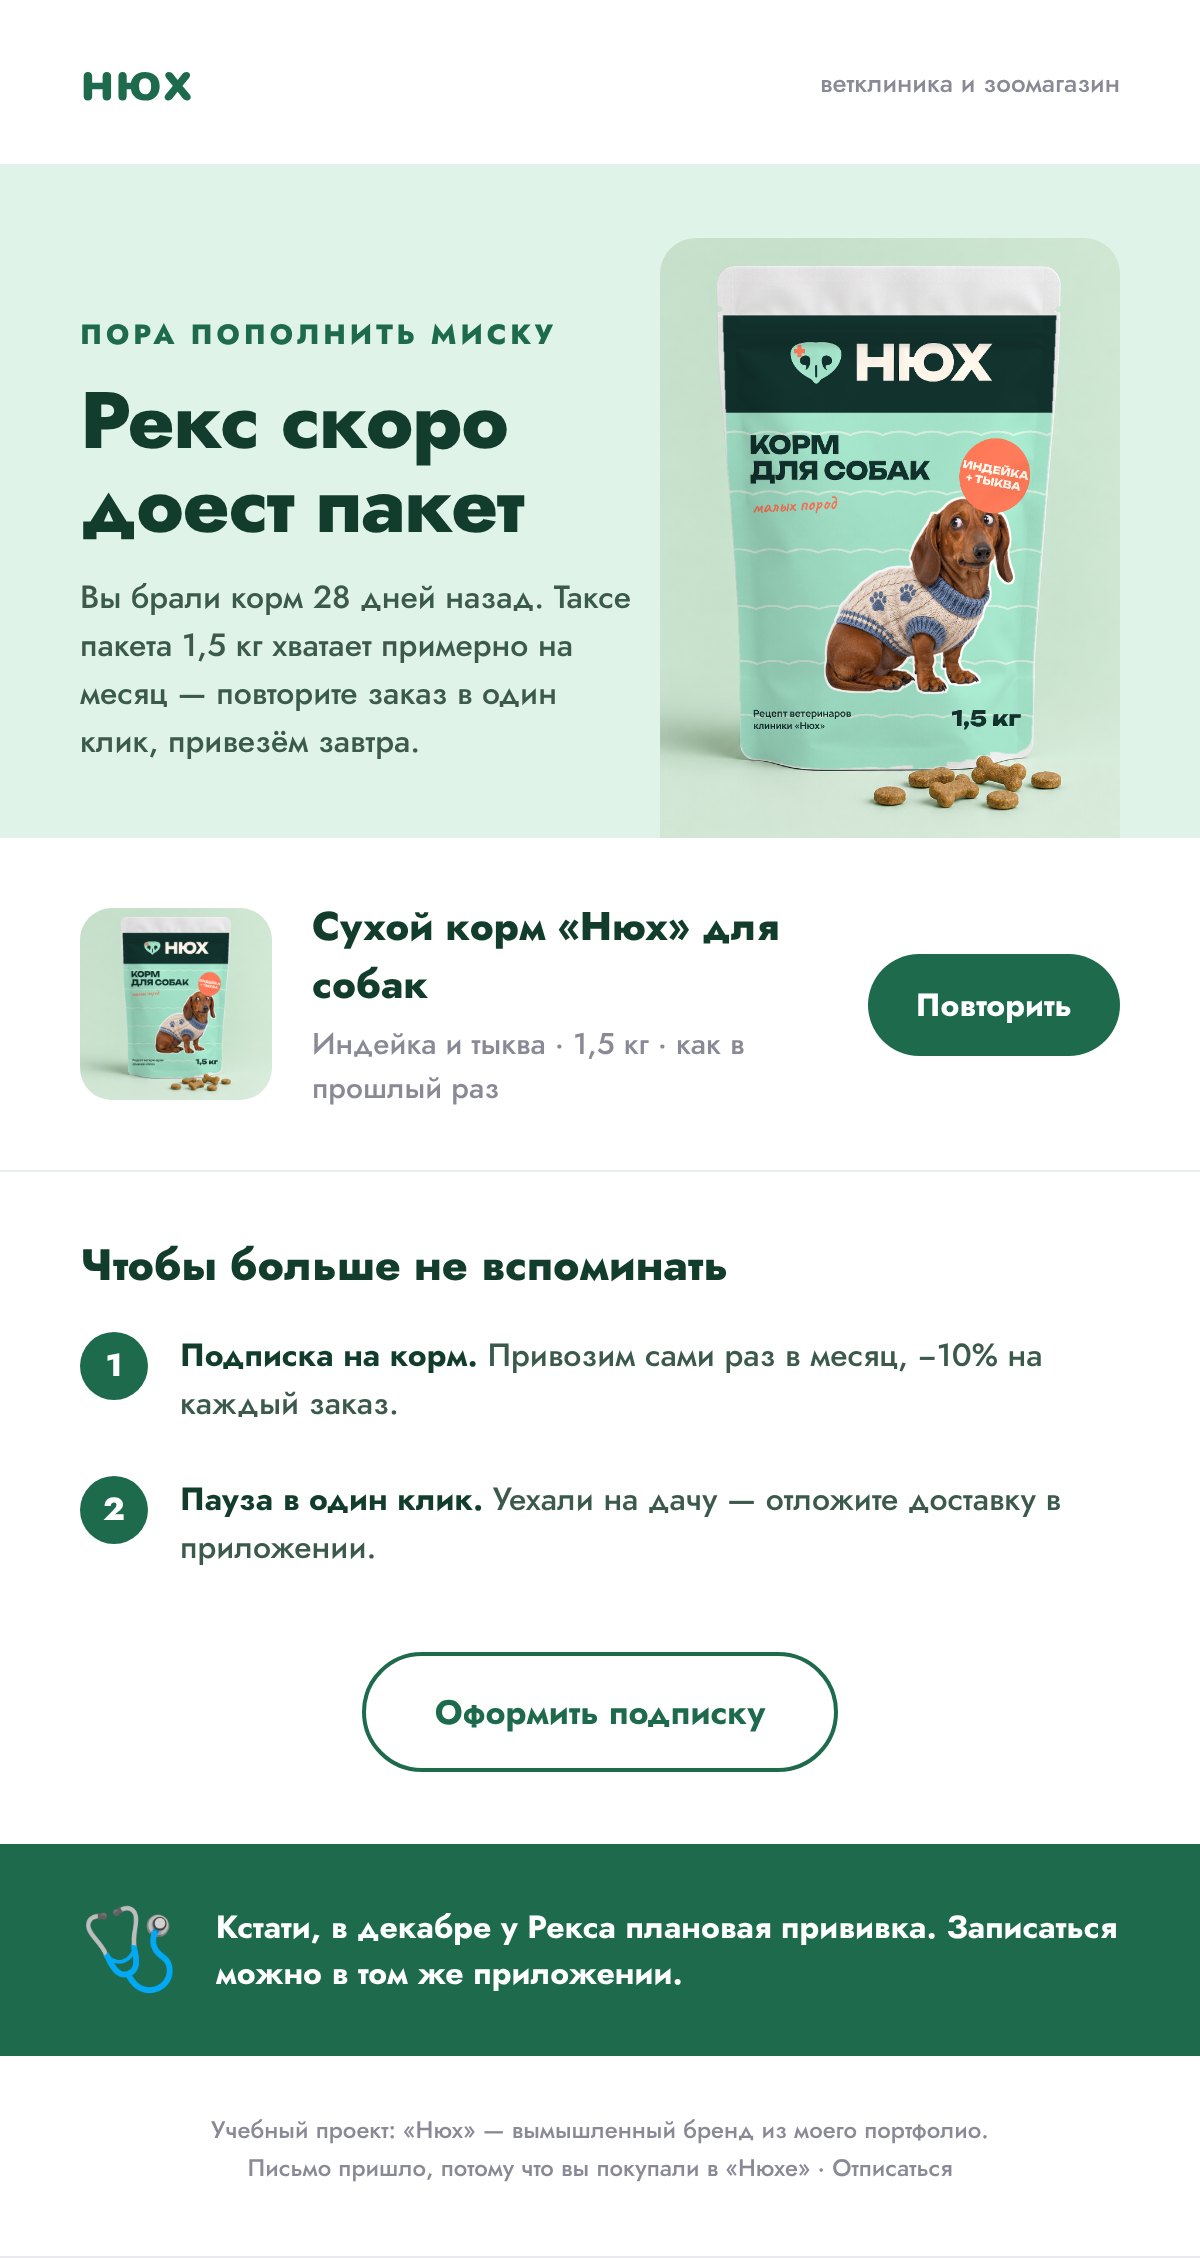 НЮХ
ветклиника и зоомагазин
ПОРА ПОПОЛНИТЬ МИСКУ
Рекс скоро
доест пакет
Вы брали корм 28 дней назад. Таксе
пакета 1,5 кг хватает примерно на
месяц — повторите заказ в один
клик, привезём завтра.
НЮХ
КОРМ
ДЛЯ СОБАК
малых пород
ИНДЕЙКА
+ ТЫКВА
Рецепт ветеринаров
клиники «Нюх»
1,5 кг
НЮХ
КОРМ
ДЛЯ СОБАК
1,5 кг
Сухой корм «Нюх» для
собак
Индейка и тыква · 1,5 кг · как в
прошлый раз
Повторить
Чтобы больше не вспоминать
1
Подписка на корм. Привозим сами раз в месяц, −10% на
каждый заказ.
2
Пауза в один клик. Уехали на дачу — отложите доставку в
приложении.
Оформить подписку
Кстати, в декабре у Рекса плановая прививка. Записаться
можно в том же приложении.
Учебный проект: «Нюх» — вымышленный бренд из моего портфолио.
Письмо пришло, потому что вы покупали в «Нюхе» · Отписаться